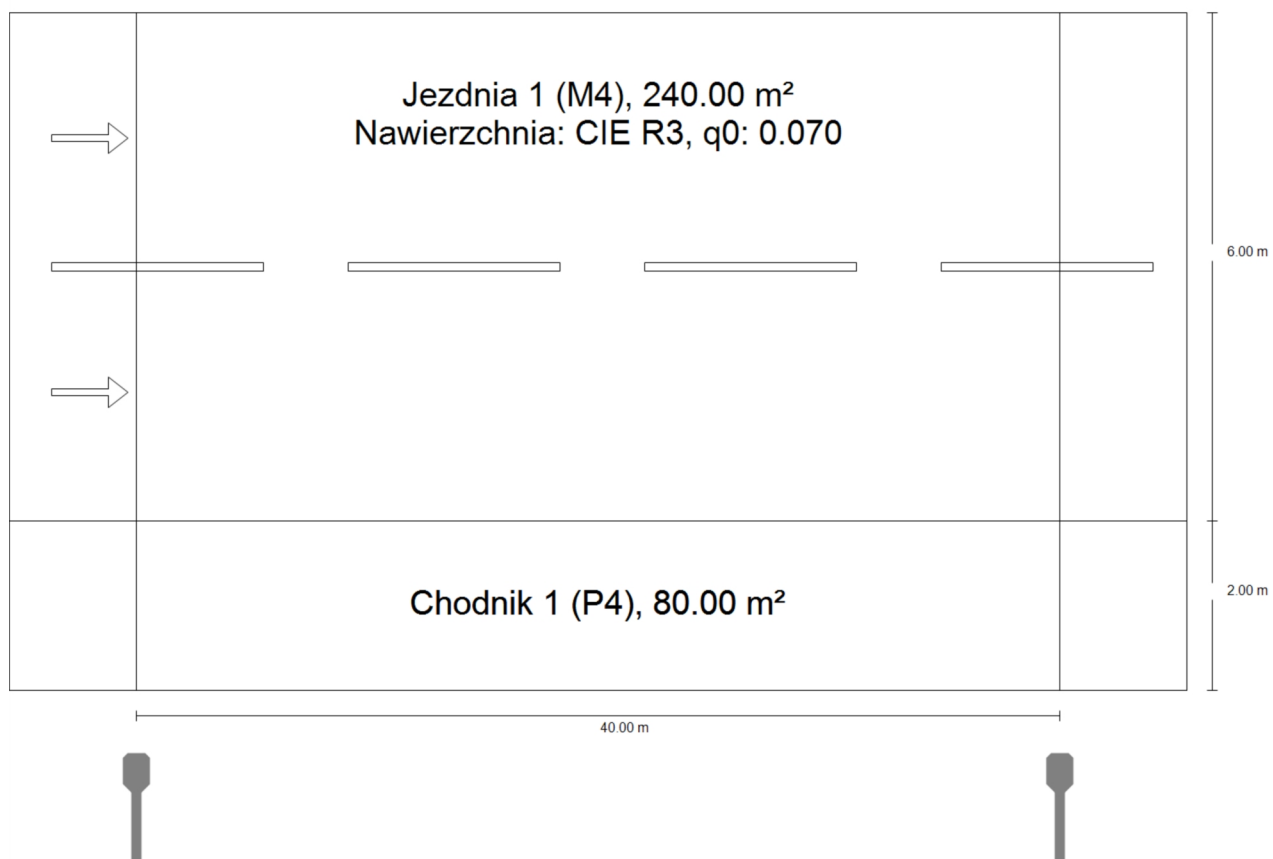 Jezdnia 1 (M4), 240.00 m²
Nawierzchnia: CIE R3, q0: 0.070
6.00 m
Chodnik 1 (P4), 80.00 m²
2.00 m
40.00 m